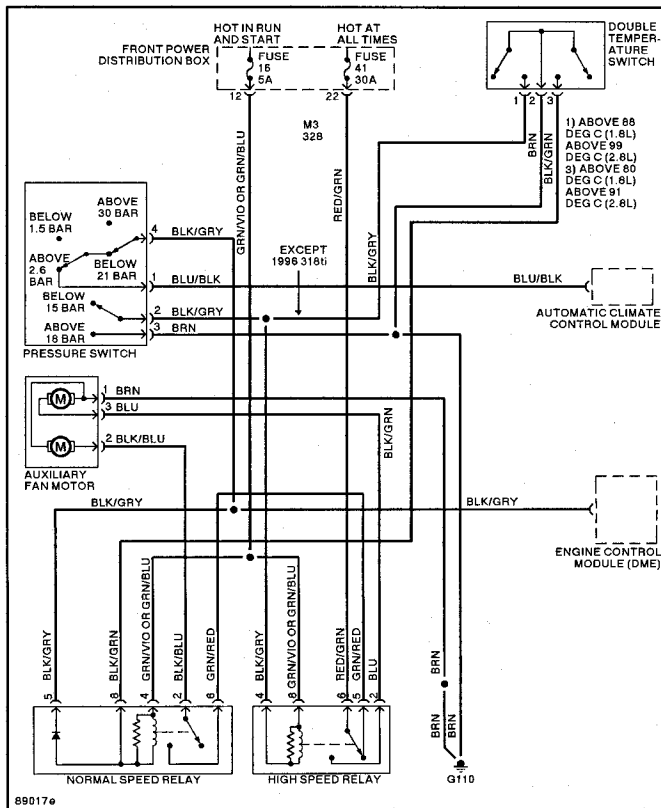 HOT IN RUN
AND START
HOT AT
ALL TIMES
FRONT POWER
DISTRIBUTION BOX
FUSE
16
5A
FUSE
41
30A
DOUBLE
TEMPER-
ATURE
SWITCH
12
22
1
2
3
M3
328
GRN/VIO OR GRN/BLU
RED/GRN
BLK/GRY
BRN
BLK/GRN
1) ABOVE 88
DEG C (1.8L)
ABOVE 99
DEG C (2.8L)
3) ABOVE 80
DEG C (1.8L)
ABOVE 91
DEG C (2.8L)
ABOVE
30 BAR
BELOW
1.5 BAR
ABOVE
2.6
BAR
BELOW
21 BAR
BELOW
15 BAR
ABOVE
18 BAR
PRESSURE SWITCH
4
BLK/GRY
1
BLU/BLK
2
BLK/GRY
3
BRN
EXCEPT
1996 318ti
BLU/BLK
AUTOMATIC CLIMATE
CONTROL MODULE
M
M
1 BRN
3 BLU
2 BLK/BLU
AUXILIARY
FAN MOTOR
BLK/GRN
BLK/GRY
BLK/GRY
ENGINE CONTROL
MODULE (DME)
BLK/GRY
BLK/GRN
GRN/VIO OR GRN/BLU
BLK/BLU
GRN/RED
BLK/GRY
GRN/VIO OR GRN/BLU
RED/GRN
GRN/RED
BLU
BRN
BRN
BRN
5
8
4
2
6
4
8
6
5
2
NORMAL SPEED RELAY
HIGH SPEED RELAY
G110
89017e